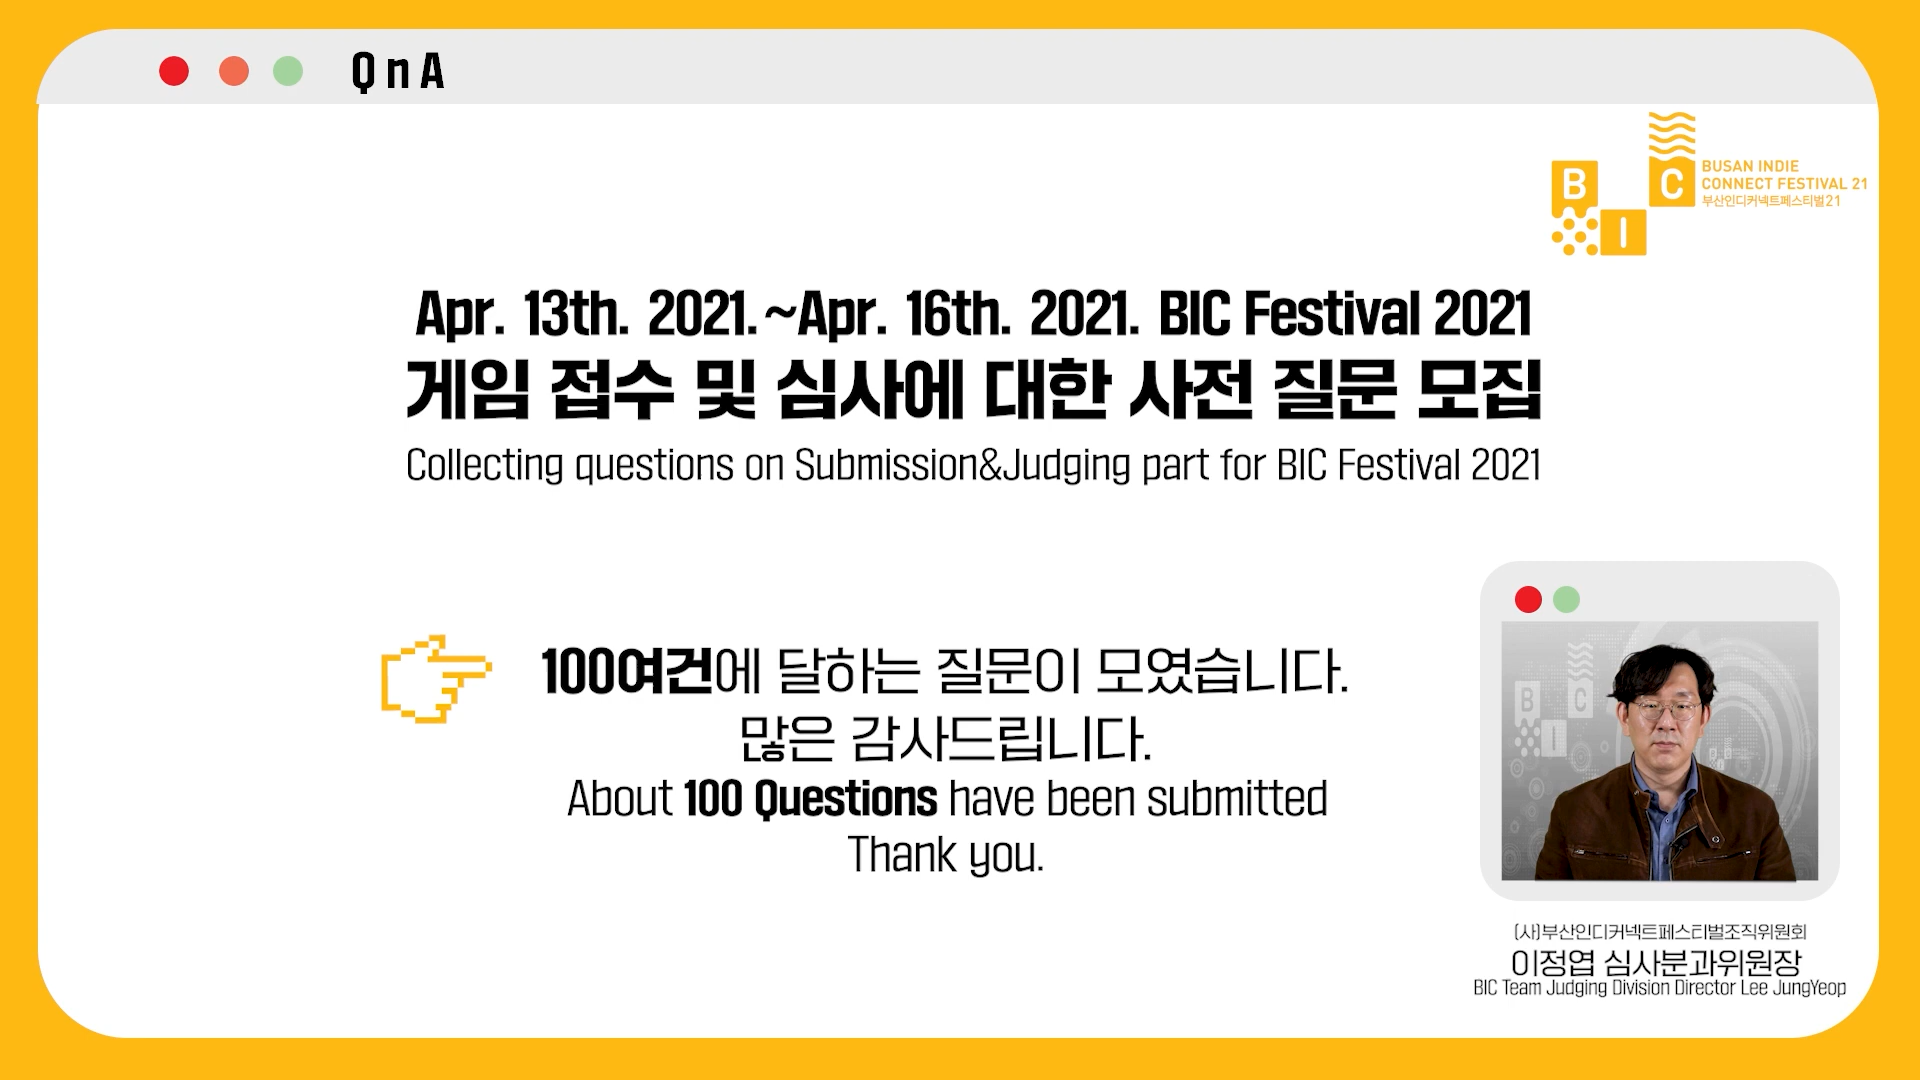 QnA
B
I
C
BUSAN INDIE
CONNECT FESTIVAL 21
부산인디커넥트페스티벌21
Apr. 13th. 2021.~Apr. 16th. 2021. BIC Festival 2021
게임 접수 및 심사에 대한 사전 질문 모집
Collecting questions on Submission&Judging part for BIC Festival 2021
100여건에 달하는 질문이 모였습니다.
많은 감사드립니다.
About 100 Questions have been submitted
Thank you.
B
I
C
(사)부산인디커넥트페스티벌조직위원회
이정엽 심사분과위원장
BIC Team Judging Division Director Lee JungYeop